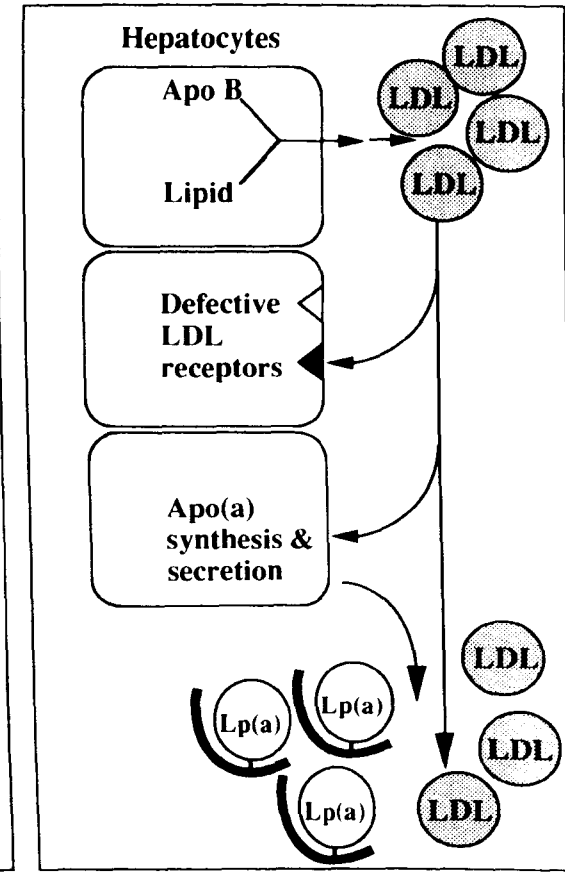 Hepatocytes
Apo B
Lipid
LDL
LDL
LDL
LDL
Defective
LDL
receptors
Apo(a)
synthesis &
secretion
LDL
Lp(a)
Lp(a)
LDL
Lp(a)
LDL